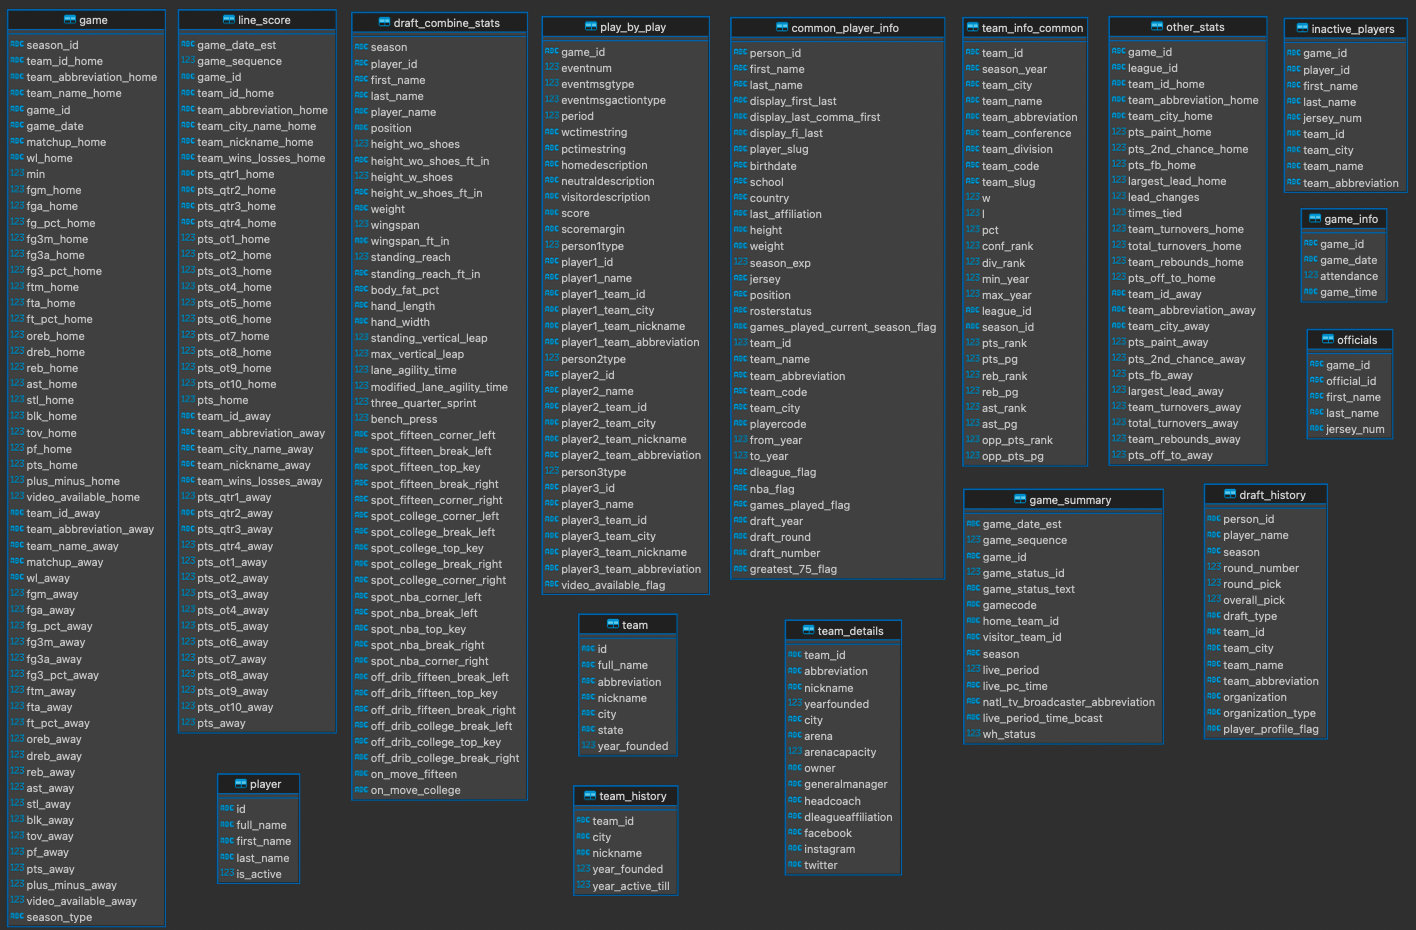 game
season_id
team_id_home
team_abbreviation_home
team_name_home
game_id
game_date
matchup_home
wl_home
min
fgm_home
fga_home
fg_pct_home
fg3m_home
fg3a_home
fg3_pct_home
ftm_home
fta_home
ft_pct_home
oreb_home
dreb_home
reb_home
ast_home
stl_home
blk_home
tov_home
pf_home
pts_home
plus_minus_home
video_available_home
team_id_away
team_abbreviation_away
team_name_away
matchup_away
wl_away
fgm_away
fga_away
fg_pct_away
fg3m_away
fg3a_away
fg3_pct_away
ftm_away
fta_away
ft_pct_away
oreb_away
dreb_away
reb_away
ast_away
stl_away
blk_away
tov_away
pf_away
pts_away
plus_minus_away
video_available_away
season_type
line_score
game_date_est
game_sequence
game_id
team_id_home
team_abbreviation_home
team_city_name_home
team_nickname_home
team_wins_losses_home
pts_qtr1_home
pts_qtr2_home
pts_qtr3_home
pts_qtr4_home
pts_ot1_home
pts_ot2_home
pts_ot3_home
pts_ot4_home
pts_ot5_home
pts_ot6_home
pts_ot7_home
pts_ot8_home
pts_ot9_home
pts_ot10_home
pts_home
team_id_away
team_abbreviation_away
team_city_name_away
team_nickname_away
team_wins_losses_away
pts_qtr1_away
pts_qtr2_away
pts_qtr3_away
pts_qtr4_away
pts_ot1_away
pts_ot2_away
pts_ot3_away
pts_ot4_away
pts_ot5_away
pts_ot6_away
pts_ot7_away
pts_ot8_away
pts_ot9_away
pts_ot10_away
pts_away
player
id
full_name
first_name
last_name
is_active
draft_combine_stats
season
player_id
first_name
last_name
player_name
position
height_wo_shoes
height_wo_shoes_ft_in
height_w_shoes
height_w_shoes_ft_in
weight
wingspan
wingspan_ft_in
standing_reach
standing_reach_ft_in
body_fat_pct
hand_length
hand_width
standing_vertical_leap
max_vertical_leap
lane_agility_time
modified_lane_agility_time
three_quarter_sprint
bench_press
spot_fifteen_corner_left
spot_fifteen_break_left
spot_fifteen_top_key
spot_fifteen_break_right
spot_fifteen_corner_right
spot_college_corner_left
spot_college_break_left
spot_college_top_key
spot_college_break_right
spot_college_corner_right
spot_nba_corner_left
spot_nba_break_left
spot_nba_top_key
spot_nba_break_right
spot_nba_corner_right
off_drib_fifteen_break_left
off_drib_fifteen_top_key
off_drib_fifteen_break_right
off_drib_college_break_left
off_drib_college_top_key
off_drib_college_break_right
on_move_fifteen
on_move_college
play_by_play
game_id
eventnum
eventmsgtype
eventmsgactiontype
period
wctimestring
pctimestring
homedescription
neutraldescription
visitordescription
score
scoremargin
person1type
player1_id
player1_name
player1_team_id
player1_team_city
player1_team_nickname
player1_team_abbreviation
person2type
player2_id
player2_name
player2_team_id
player2_team_city
player2_team_nickname
player2_team_abbreviation
person3type
player3_id
player3_name
player3_team_id
player3_team_city
player3_team_nickname
player3_team_abbreviation
video_available_flag
team
id
full_name
abbreviation
nickname
city
state
year_founded
team_history
team_id
city
nickname
year_founded
year_active_till
common_player_info
person_id
first_name
last_name
display_first_last
display_last_comma_first
display_fi_last
player_slug
birthdate
school
country
last_affiliation
height
weight
season_exp
jersey
position
rosterstatus
games_played_current_season_flag
team_id
team_name
team_abbreviation
team_code
team_city
playercode
from_year
to_year
dleague_flag
nba_flag
games_played_flag
draft_year
draft_round
draft_number
greatest_75_flag
team_details
team_id
abbreviation
nickname
yearfounded
city
arena
arenacapacity
owner
generalmanager
headcoach
dleagueaffiliation
facebook
instagram
twitter
team_info_common
team_id
season_year
team_city
team_name
team_abbreviation
team_conference
team_division
team_code
team_slug
w
l
pct
conf_rank
div_rank
min_year
max_year
league_id
season_id
pts_rank
pts_pg
reb_rank
reb_pg
ast_rank
ast_pg
opp_pts_rank
opp_pts_pg
game_summary
game_date_est
game_sequence
game_id
game_status_id
game_status_text
gamecode
home_team_id
visitor_team_id
season
live_period
live_pc_time
natl_tv_broadcaster_abbreviation
live_period_time_bcast
wh_status
other_stats
game_id
league_id
team_id_home
team_abbreviation_home
team_city_home
pts_paint_home
pts_2nd_chance_home
pts_fb_home
largest_lead_home
lead_changes
times_tied
team_turnovers_home
total_turnovers_home
team_rebounds_home
pts_off_to_home
team_id_away
team_abbreviation_away
team_city_away
pts_paint_away
pts_2nd_chance_away
pts_fb_away
largest_lead_away
team_turnovers_away
total_turnovers_away
team_rebounds_away
pts_off_to_away
draft_history
person_id
player_name
season
round_number
round_pick
overall_pick
draft_type
team_id
team_city
team_name
team_abbreviation
organization
organization_type
player_profile_flag
inactive_players
game_id
player_id
first_name
last_name
jersey_num
team_id
team_city
team_name
team_abbreviation
game_info
game_id
game_date
attendance
game_time
officials
game_id
official_id
first_name
last_name
jersey_num